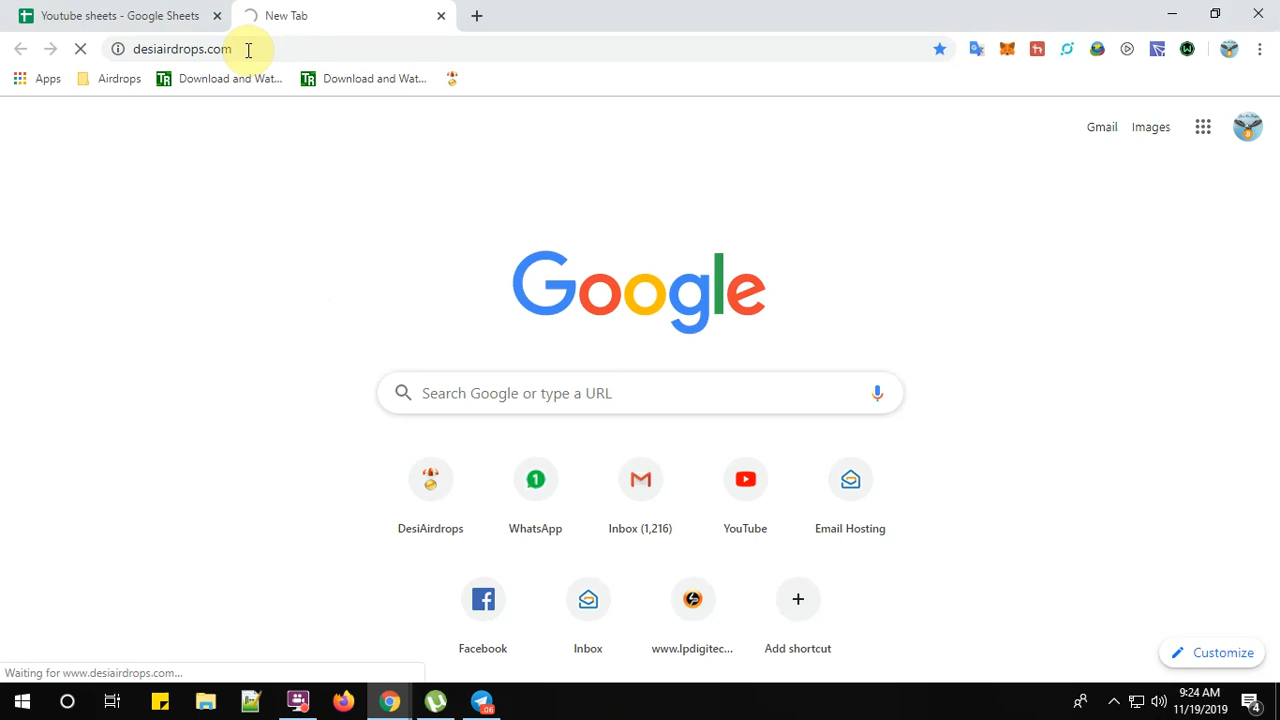 Youtube sheets - Google Sheets
New Tab
desiairdrops.com
Apps
Airdrops
Download and Wat...
Download and Wat...
Gmail
Images
Google
Search Google or type a URL
1
DesiAirdrops
WhatsApp
Inbox (1,216)
YouTube
Email Hosting
Facebook
Inbox
www.lpdigitec...
Add shortcut
Customize
Waiting for www.desiairdrops.com...
9:24 AM
11/19/2019
4